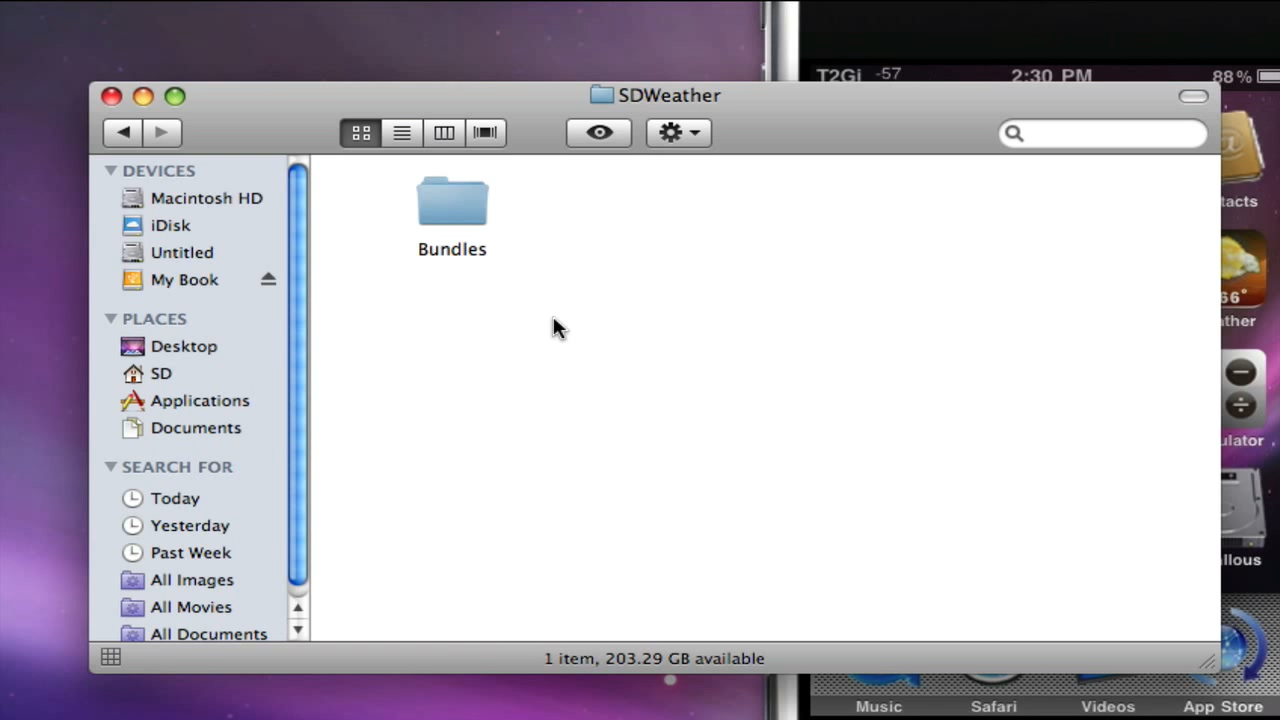 T2Gi -57 2:30 PM 88%
SDWeather
DEVICES
Macintosh HD
iDisk
Untitled
My Book
PLACES
Desktop
SD
Applications
Documents
SEARCH FOR
Today
Yesterday
Past Week
All Images
All Movies
All Documents
Bundles
1 item, 203.29 GB available
tacts
66°
ther
ulator
llous
Music Safari Videos App Store